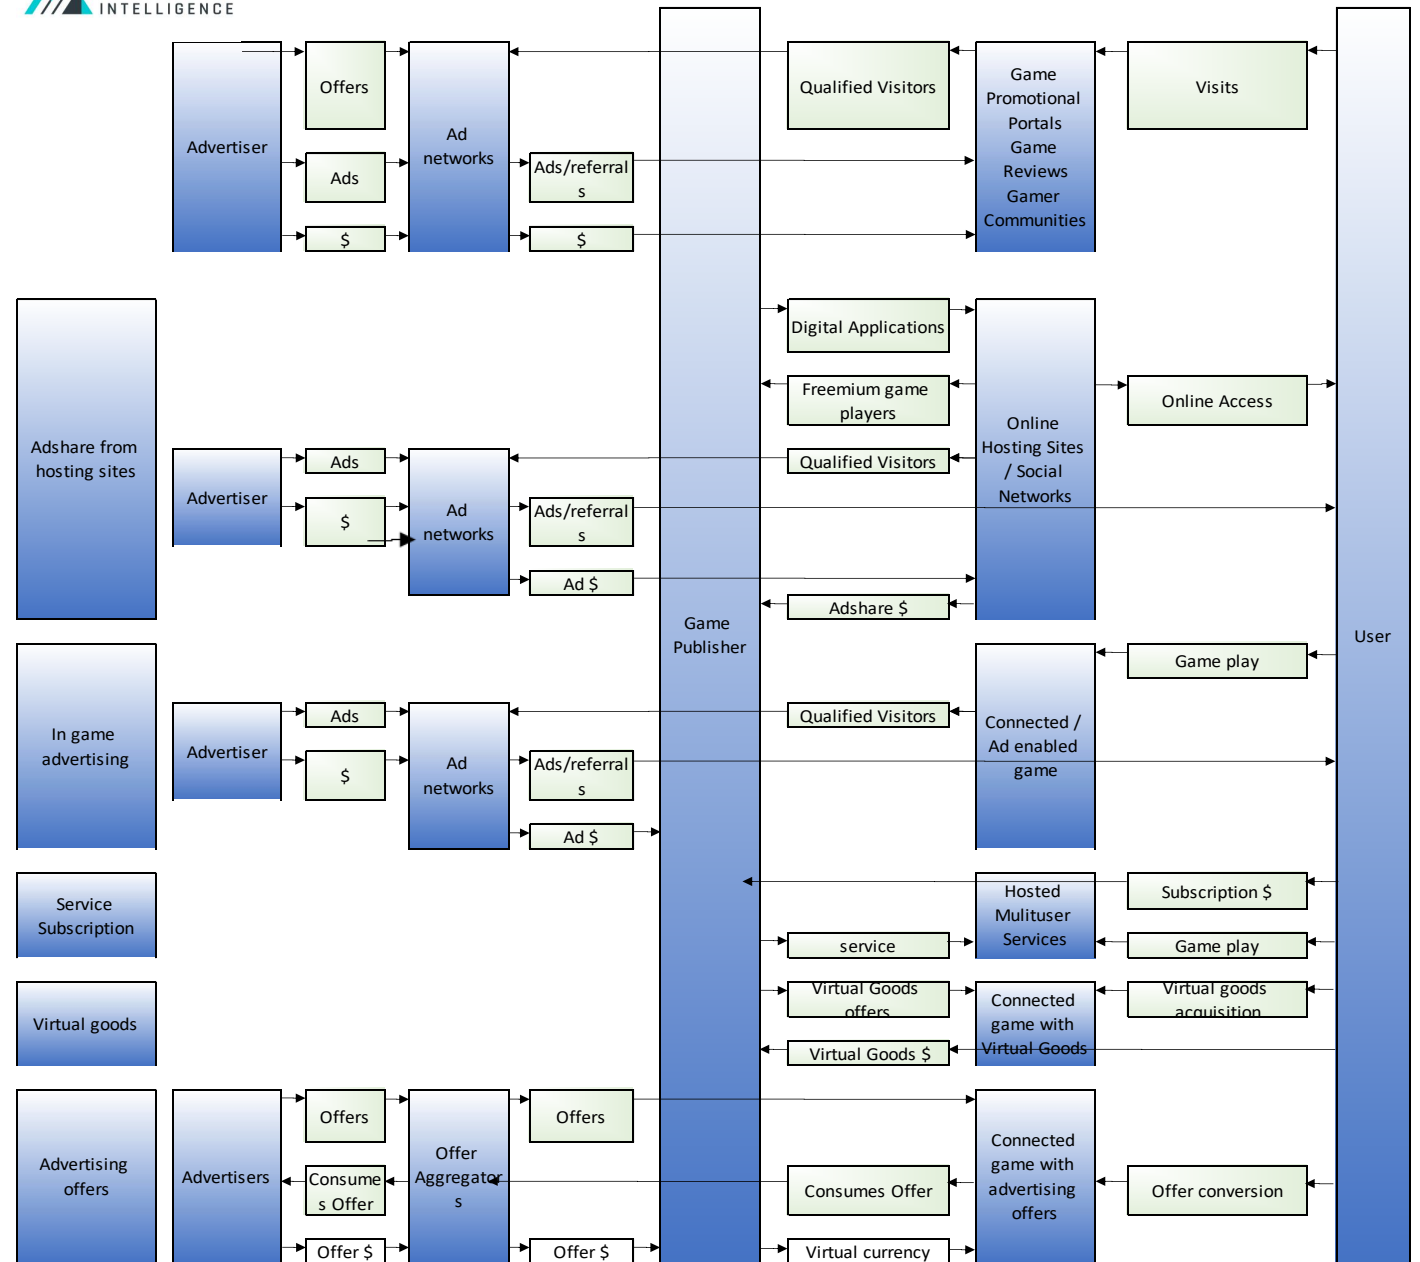 INTELLIGENCE
Offers
Qualified Visitors
Game
Promotional
Portals
Game
Reviews
Gamer
Communities
Visits
Advertiser
Ad
networks
Ads
Ads/referral
s
$
$
Digital Applications
Freemium game
players
Online Access
Adshare from
hosting sites
Advertiser
Ads
Ad
networks
Qualified Visitors
Online
Hosting Sites
/ Social
Networks
$
Ads/referral
s
Ad $
Adshare $
Game
Publisher
User
Game play
In game
advertising
Advertiser
Ads
Ad
networks
Qualified Visitors
Connected /
Ad enabled
game
$
Ads/referral
s
Ad $
Service
Subscription
Hosted
Mulituser
Services
Subscription $
service
Game play
Virtual goods
Virtual Goods
offers
Connected
game with
Virtual Goods
Virtual goods
acquisition
Virtual Goods $
Advertising
offers
Advertisers
Offers
Offer
Aggregator
s
Offers
Connected
game with
advertising
offers
Consume
s Offer
Consumes Offer
Offer conversion
Offer $
Offer $
Virtual currency